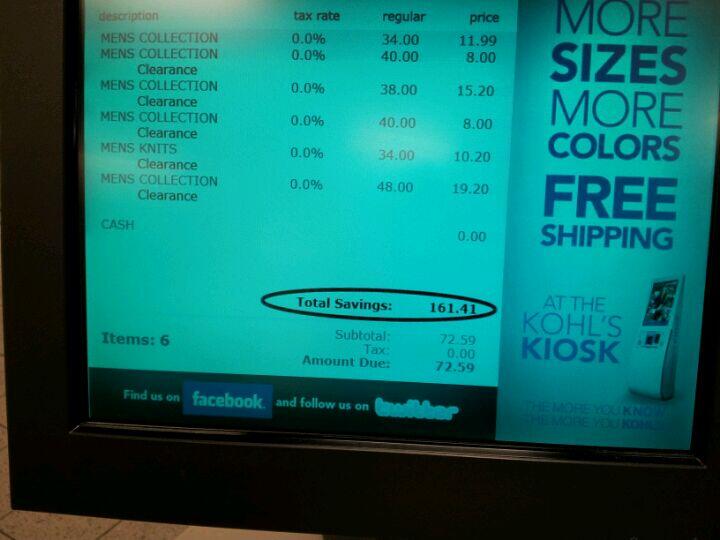 description tax rate regular price
MENS COLLECTION 0.0% 34.00 11.99
MENS COLLECTION 0.0% 40.00 8.00
Clearance
MENS COLLECTION 0.0% 38.00 15.20
Clearance
MENS COLLECTION 0.0% 40.00 8.00
Clearance
MENS KNITS 0.0% 34.00 10.20
Clearance
MENS COLLECTION 0.0% 48.00 19.20
Clearance
CASH 0.00
Total Savings: 161.41
Items: 6
Subtotal: 72.59
Tax: 0.00
Amount Due: 72.59
Find us on facebook. and follow us on twitter
MORE
SIZES
MORE
COLORS
FREE
SHIPPING
AT THE
KOHL'S
KIOSK
THE MORE YOU KNOW
THE MORE YOU KOHL